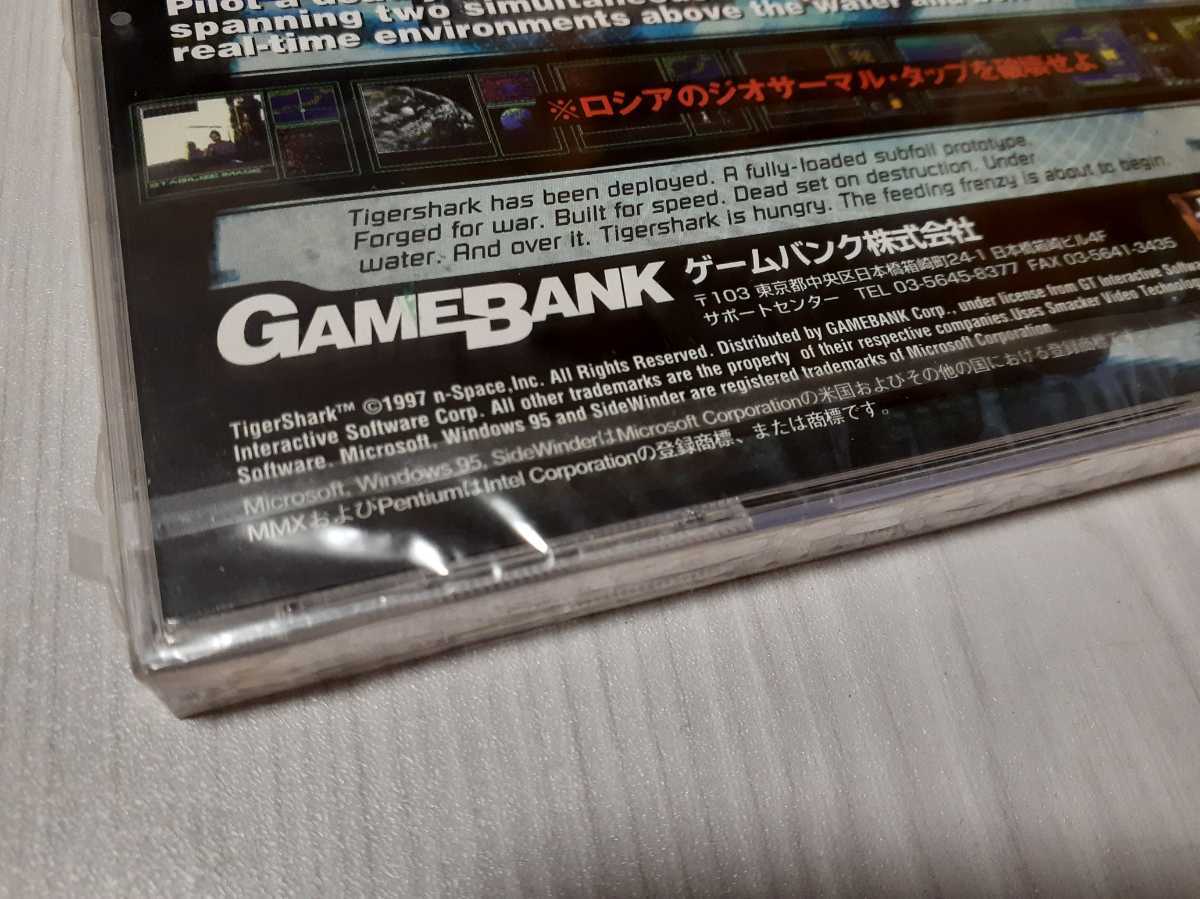 Pilot a
spanning two simultaneous
real-time environments above the water and
※ロシアのジオサーマル・タップを破壊せよ
STABILIZE IMAGE
Tigershark has been deployed. A fully-loaded subfoil prototype.
Forged for war. Built for speed. Dead set on destruction. Under
water. And over it. Tigershark is hungry. The feeding frenzy is about to begin.
GAMEBANK
ゲームバンク株式会社
〒103 東京都中央区日本橋箱崎町24-1 日本橋箱崎ビル4F
サポートセンター TEL 03-5645-8377 FAX 03-5641-3435
TigerShark™ ©1997 n-Space,Inc. All Rights Reserved. Distributed by GAMEBANK Corp., under license from GT Interactive Software
Interactive Software Corp. All other trademarks are the property of their respective companies Uses Smacker Video Technology
Software. Microsoft, Windows 95 and SideWinder are registered trademarks of Microsoft Corporation.
Microsoft, Windows 95, SideWinderはMicrosoft Corporationの米国およびその他の国における登録商標
MMXおよびPentiumはIntel Corporationの登録商標、または商標です。